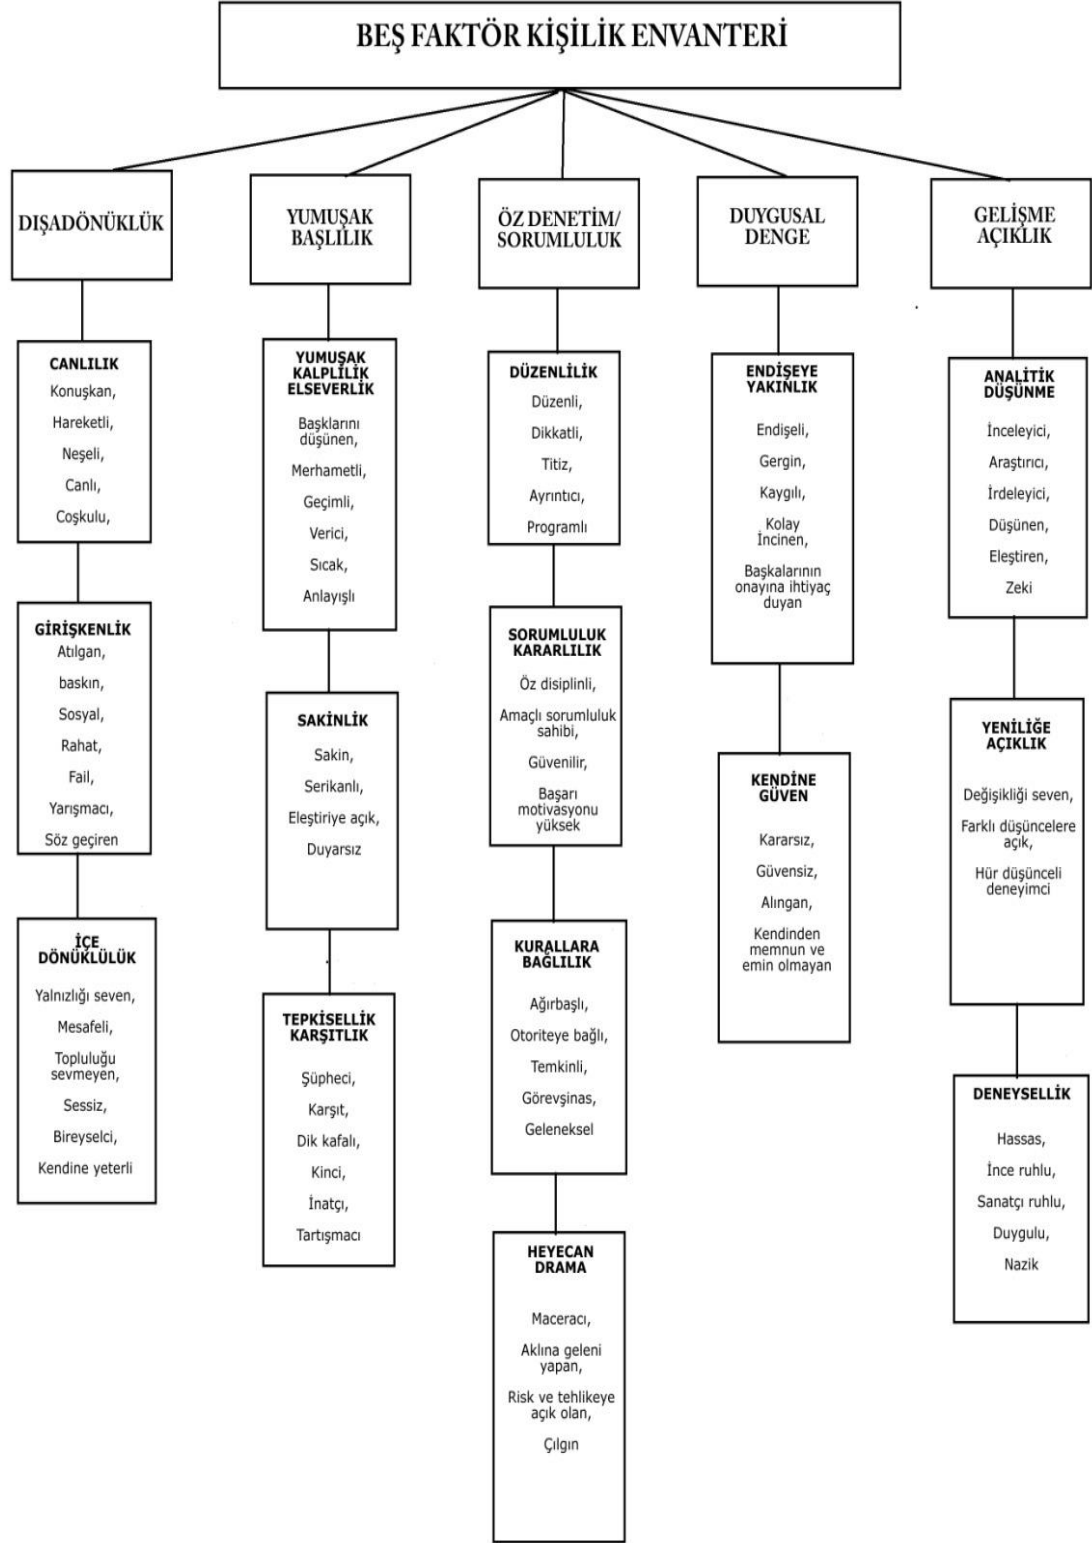 BEŞ FAKTÖR KİŞİLİK ENVANTERİ
DIŞADÖNÜKLÜK
CANLILIK
Konuşkan,
Hareketli,
Neşeli,
Canlı,
Coşkulu,
GİRİŞKENLİK
Atılgan,
baskın,
Sosyal,
Rahat,
Fail,
Yarışmacı,
Söz geçiren
İÇE
DÖNÜKLÜLÜK
Yalnızlığı seven,
Mesafeli,
Topluluğu
sevmeyen,
Sessiz,
Bireyselci,
Kendine yeterli
YUMUŞAK
BAŞLILIK
YUMUŞAK
KALPLİLİK
ELSEVERLİK
Başklarını
düşünen,
Merhametli,
Geçimli,
Verici,
Sıcak,
Anlayışlı
SAKİNLİK
Sakin,
Serikanlı,
Eleştiriye açık,
Duyarsız
TEPKİSELLİK
KARŞITLIK
Şüpheci,
Karşıt,
Dik kafalı,
Kinci,
İnatçı,
Tartışmacı
ÖZ DENETİM/
SORUMLULUK
DÜZENLİLİK
Düzenli,
Dikkatli,
Titiz,
Ayrıntıcı,
Programlı
SORUMLULUK
KARARLILIK
Öz disiplinli,
Amaçlı sorumluluk
sahibi,
Güvenilir,
Başarı
motivasyonu
yüksek
KURALLARA
BAĞLILIK
Ağırbaşlı,
Otoriteye bağlı,
Temkinli,
Görevşinas,
Geleneksel
HEYECAN
DRAMA
Maceracı,
Aklına geleni
yapan,
Risk ve tehlikeye
açık olan,
Çılgın
DUYGUSAL
DENGE
ENDİŞEYE
YAKINLIK
Endişeli,
Gergin,
Kaygılı,
Kolay
İncinen,
Başkalarının
onayına ihtiyaç
duyan
KENDİNE
GÜVEN
Kararsız,
Güvensiz,
Alıngan,
Kendinden
memnun ve
emin olmayan
GELİŞME
AÇIKLIK
ANALİTİK
DÜŞÜNME
İnceleyici,
Araştırıcı,
İrdeleyici,
Düşünen,
Eleştiren,
Zeki
YENİLİĞE
AÇIKLIK
Değişikliği seven,
Farklı düşüncelere
açık,
Hür düşünceli
deneyimci
DENEYSELLİK
Hassas,
İnce ruhlu,
Sanatçı ruhlu,
Duygulu,
Nazik